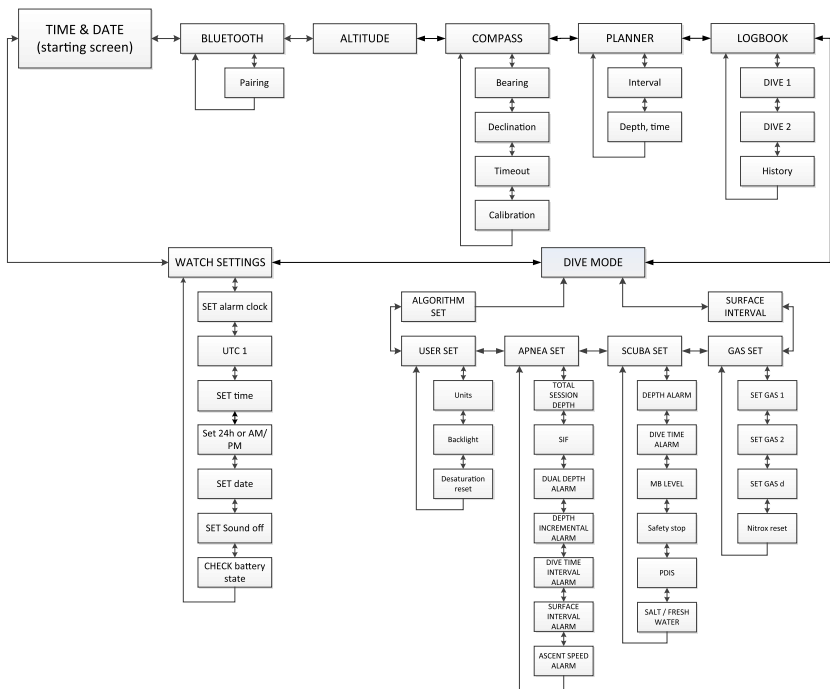 TIME & DATE
(starting screen)
BLUETOOTH
ALTITUDE
COMPASS
PLANNER
LOGBOOK
Pairing
Bearing
Interval
DIVE 1
Declination
Depth, time
DIVE 2
Timeout
History
Calibration
WATCH SETTINGS
DIVE MODE
SET alarm clock
ALGORITHM
SET
SURFACE
INTERVAL
UTC 1
USER SET
APNEA SET
SCUBA SET
GAS SET
SET time
Units
TOTAL
SESSION
DEPTH
DEPTH ALARM
SET GAS 1
Set 24h or AM/
PM
Backlight
SIF
DIVE TIME
ALARM
SET GAS 2
SET date
Desaturation
reset
DUAL DEPTH
ALARM
MB LEVEL
SET GAS d
SET Sound off
DEPTH
INCREMENTAL
ALARM
Safety stop
Nitrox reset
CHECK battery
state
DIVE TIME
INTERVAL
ALARM
PDIS
SURFACE
INTERVAL
ALARM
SALT / FRESH
WATER
ASCENT SPEED
ALARM